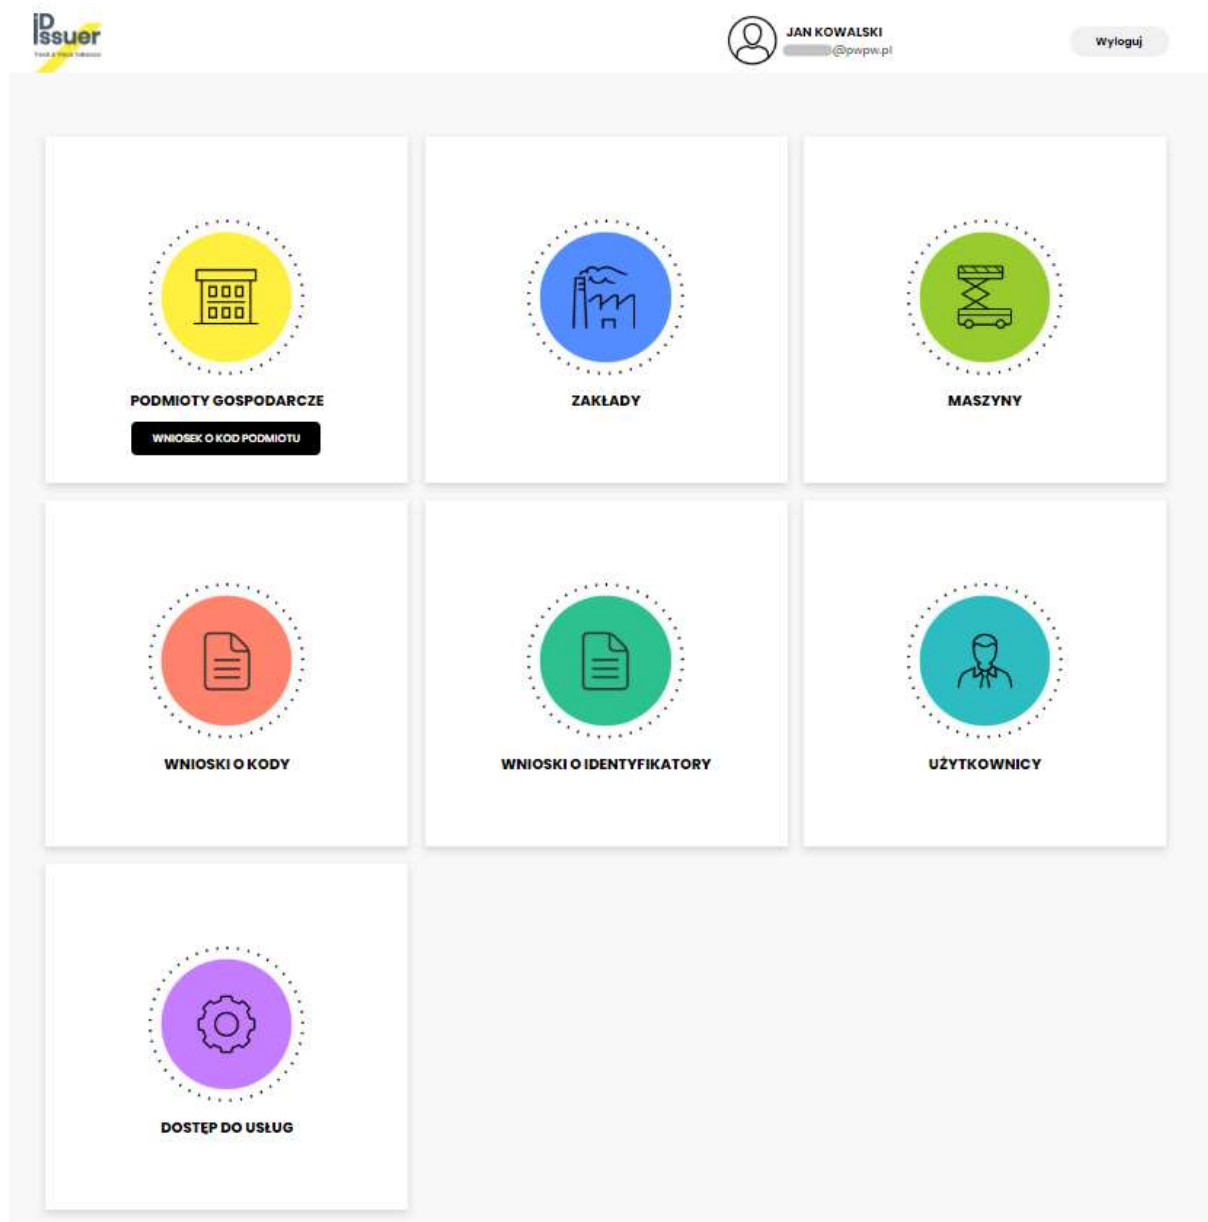 iD
issuer
JAN KOWALSKI
@pwpw.pl
Wyloguj
PODMIOTY GOSPODARCZE
WNIOSEK O KOD PODMIOTU
ZAKŁADY
MASZYNY
WNIOSKI O KODY
WNIOSKI O IDENTYFIKATORY
UŻYTKOWNICY
DOSTĘP DO USŁUG